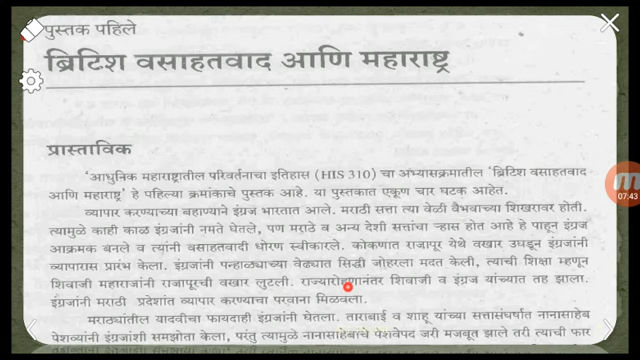 पुस्तक पहिले
ब्रिटिश वसाहतवाद आणि महाराष्ट्र
प्रास्ताविक
'आधुनिक महाराष्ट्रातील परिवर्तनाचा इतिहास (HIS 310) चा अभ्यासक्रमातील 'ब्रिटिश वसाहतवाद
आणि महाराष्ट्र' हे पहिल्या क्रमांकाचे पुस्तक आहे. या पुस्तकात एकूण चार घटक आहेत.
व्यापार करण्याच्या बहाण्याने इंग्रज भारतात आले. मराठी सत्ता त्या वेळी वैभवाच्या शिखरावर होती.
त्यामुळे काही काळ इंग्रजांनी नमते घेतले, पण मराठे व अन्य देशी सत्तांचा ऱ्हास होत आहे हे पाहून इंग्रज
आक्रमक बनले व त्यांनी वसाहतवादी धोरण स्वीकारले. कोकणात राजापूर येथे वखार उघडून इंग्रजांनी
व्यापारास प्रारंभ केला. इंग्रजांनी पन्हाळ्याच्या वेढ्यात सिद्दी जोहरला मदत केली, त्याची शिक्षा म्हणून
शिवाजी महाराजांनी राजापूरची वखार लुटली. राज्यारोहणानंतर शिवाजी व इंग्रज यांच्यात तह झाला.
इंग्रजांनी मराठी प्रदेशांत व्यापार करण्याचा परवाना मिळवला.
मराठ्यांतील यादवीचा फायदाही इंग्रजांनी घेतला. ताराबाई व शाहू यांच्या सत्तासंघर्षात नानासाहेब
पेशव्यांनी इंग्रजांशी समझोता केला, परंतु त्यामुळे नानासाहेबांचे पेशवेपद जरी मजबूत झाले तरी त्याची फार
07:43